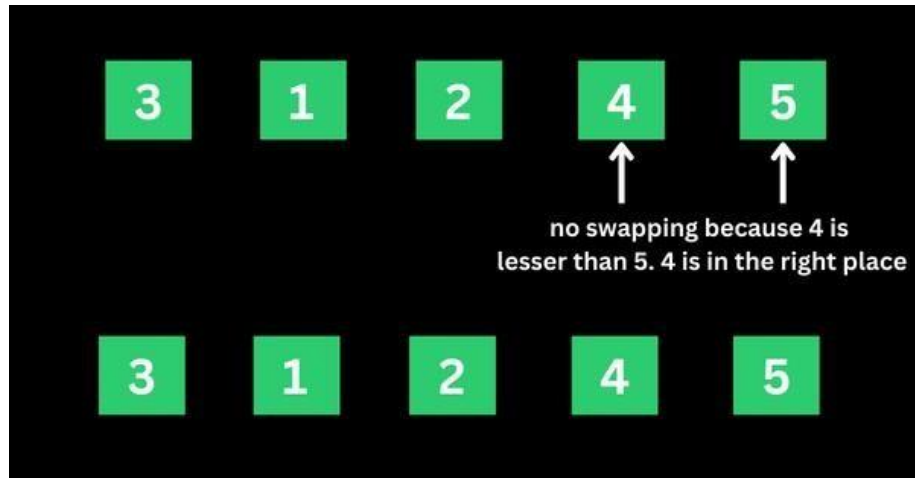 3 1 2 4 5
no swapping because 4 is
lesser than 5. 4 is in the right place
3 1 2 4 5